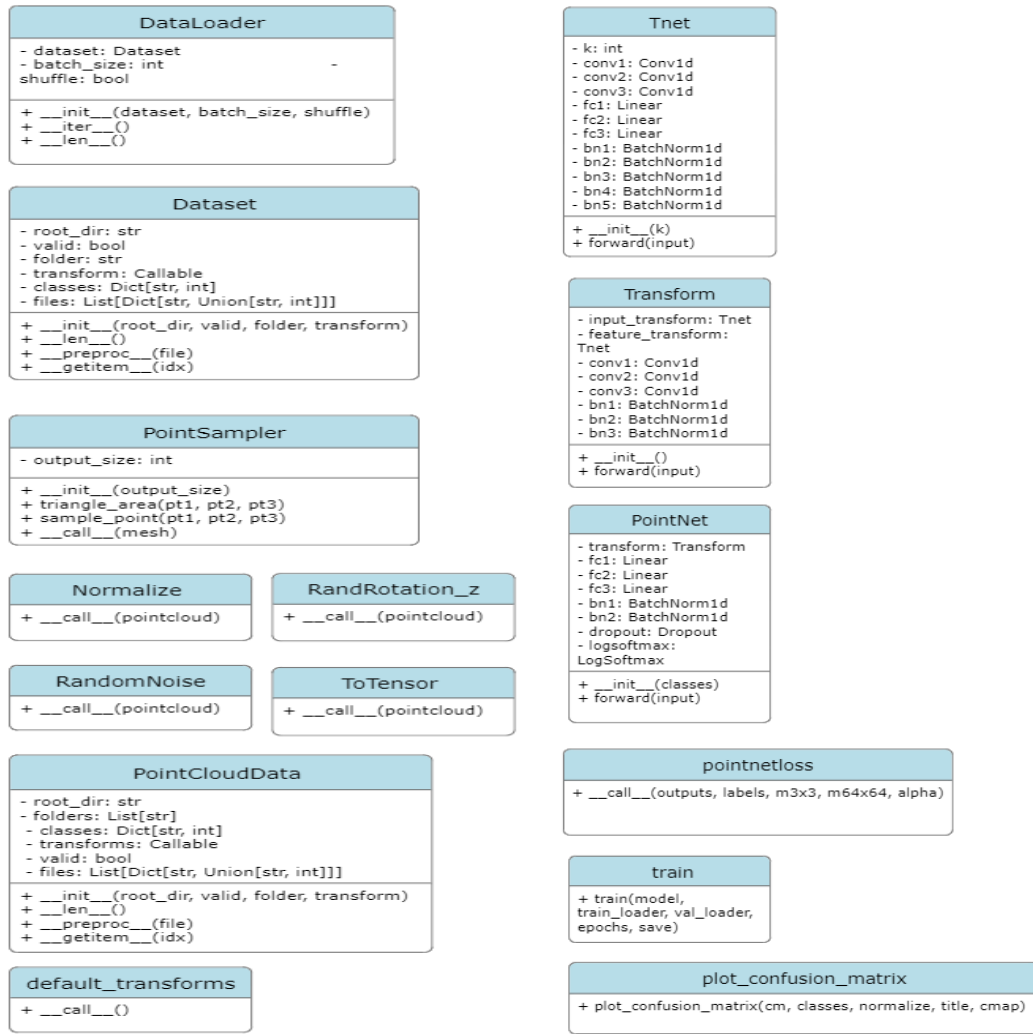 DataLoader
- dataset: Dataset
- batch_size: int -
shuffle: bool
+ __init__(dataset, batch_size, shuffle)
+ __iter__()
+ __len__()
Dataset
- root_dir: str
- valid: bool
- folder: str
- transform: Callable
- classes: Dict[str, int]
- files: List[Dict[str, Union[str, int]]]
+ __init__(root_dir, valid, folder, transform)
+ __len__()
+ __preproc__(file)
+ __getitem__(idx)
PointSampler
- output_size: int
+ __init__(output_size)
+ triangle_area(pt1, pt2, pt3)
+ sample_point(pt1, pt2, pt3)
+ __call__(mesh)
Normalize
+ __call__(pointcloud)
RandRotation_z
+ __call__(pointcloud)
RandomNoise
+ __call__(pointcloud)
ToTensor
+ __call__(pointcloud)
PointCloudData
- root_dir: str
- folders: List[str]
- classes: Dict[str, int]
- transforms: Callable
- valid: bool
- files: List[Dict[str, Union[str, int]]]
+ __init__(root_dir, valid, folder, transform)
+ __len__()
+ __preproc__(file)
+ __getitem__(idx)
default_transforms
+ __call__()
Tnet
- k: int
- conv1: Conv1d
- conv2: Conv1d
- conv3: Conv1d
- fc1: Linear
- fc2: Linear
- fc3: Linear
- bn1: BatchNorm1d
- bn2: BatchNorm1d
- bn3: BatchNorm1d
- bn4: BatchNorm1d
- bn5: BatchNorm1d
+ __init__(k)
+ forward(input)
Transform
- input_transform: Tnet
- feature_transform:
Tnet
- conv1: Conv1d
- conv2: Conv1d
- conv3: Conv1d
- bn1: BatchNorm1d
- bn2: BatchNorm1d
- bn3: BatchNorm1d
+ __init__()
+ forward(input)
PointNet
- transform: Transform
- fc1: Linear
- fc2: Linear
- fc3: Linear
- bn1: BatchNorm1d
- bn2: BatchNorm1d
- dropout: Dropout
- logsoftmax:
LogSoftmax
+ __init__(classes)
+ forward(input)
pointnetloss
+ __call__(outputs, labels, m3x3, m64x64, alpha)
train
+ train(model,
train_loader, val_loader,
epochs, save)
plot_confusion_matrix
+ plot_confusion_matrix(cm, classes, normalize, title, cmap)